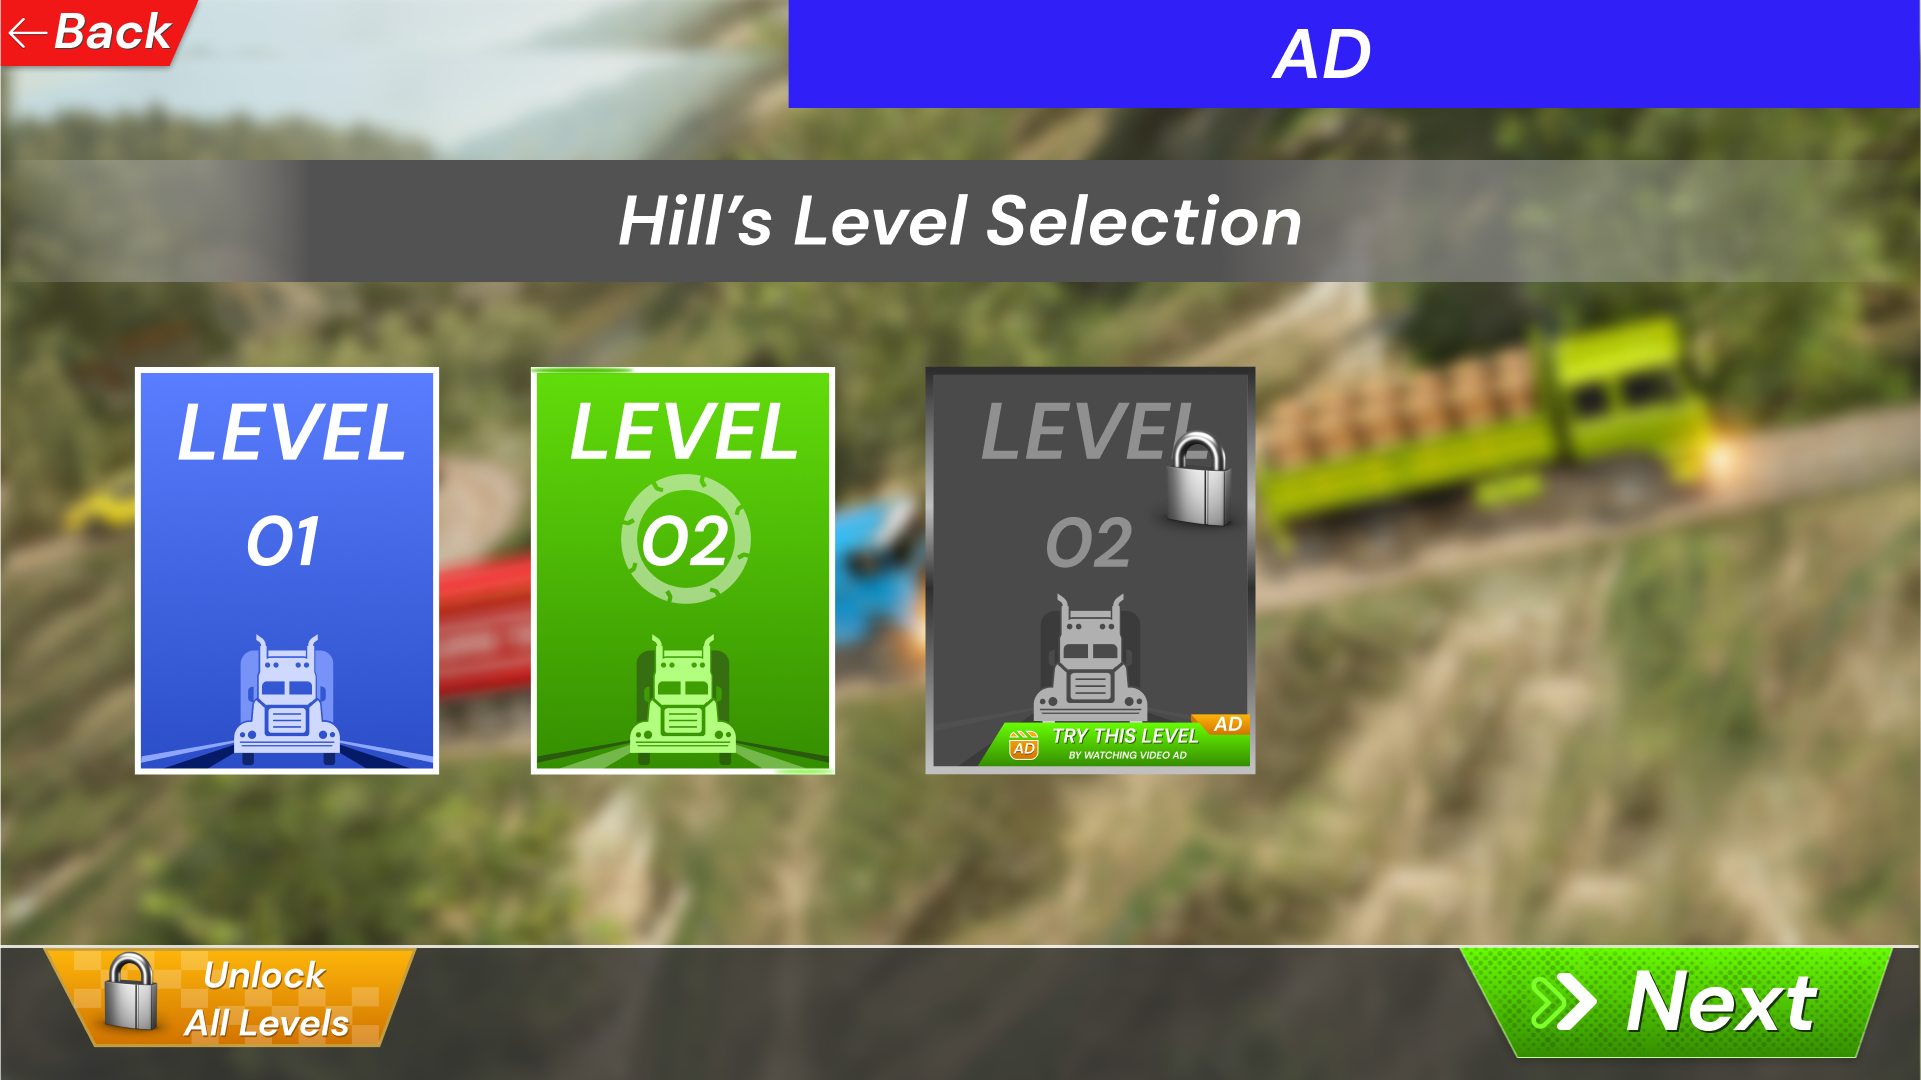 Back
AD
Hill's Level Selection
LEVEL
01
LEVEL
02
LEVEL
02
AD
AD
TRY THIS LEVEL
BY WATCHING VIDEO AD
Unlock
All Levels
Next